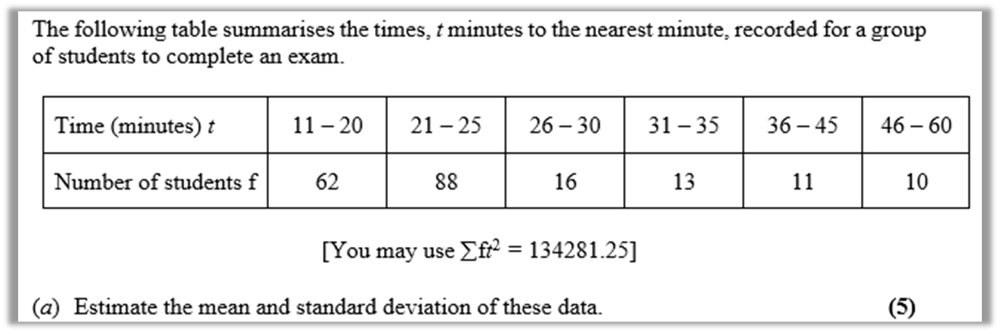 The following table summarises the times, t minutes to the nearest minute, recorded for a group
of students to complete an exam.
Time (minutes) t 11 – 20 21 – 25 26 – 30 31 – 35 36 – 45 46 – 60
Number of students f 62 88 16 13 11 10
[You may use ∑ft² = 134281.25]
(a) Estimate the mean and standard deviation of these data. (5)